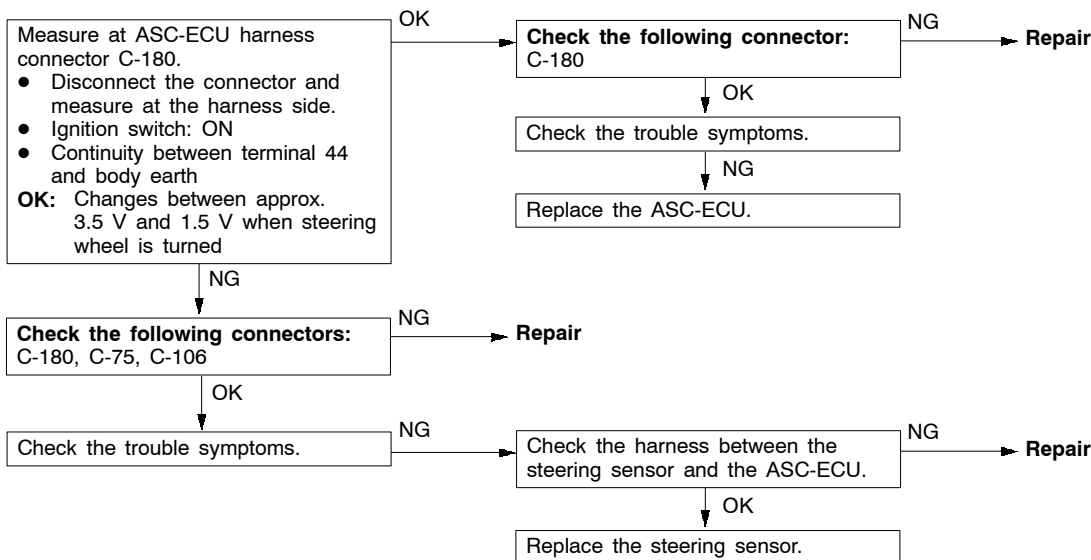 Measure at ASC-ECU harness
connector C-180.
● Disconnect the connector and
measure at the harness side.
● Ignition switch: ON
● Continuity between terminal 44
and body earth
OK: Changes between approx.
3.5 V and 1.5 V when steering
wheel is turned
OK
Check the following connector:
C-180
NG
Repair
OK
Check the trouble symptoms.
NG
Replace the ASC-ECU.
NG
Check the following connectors:
C-180, C-75, C-106
NG
Repair
OK
Check the trouble symptoms.
NG
Check the harness between the
steering sensor and the ASC-ECU.
NG
Repair
OK
Replace the steering sensor.